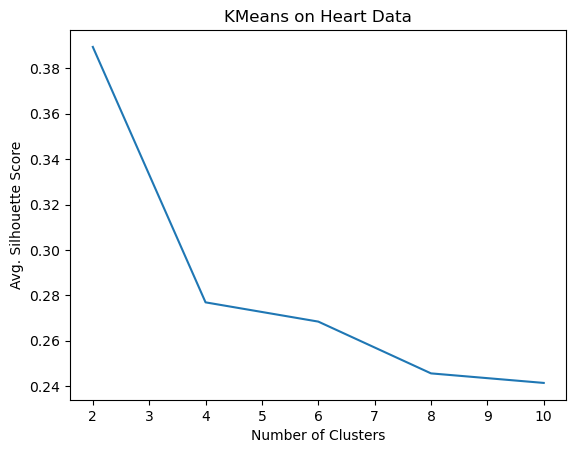 KMeans on Heart Data
Avg. Silhouette Score
0.38
0.36
0.34
0.32
0.30
0.28
0.26
0.24
2 3 4 5 6 7 8 9 10
Number of Clusters